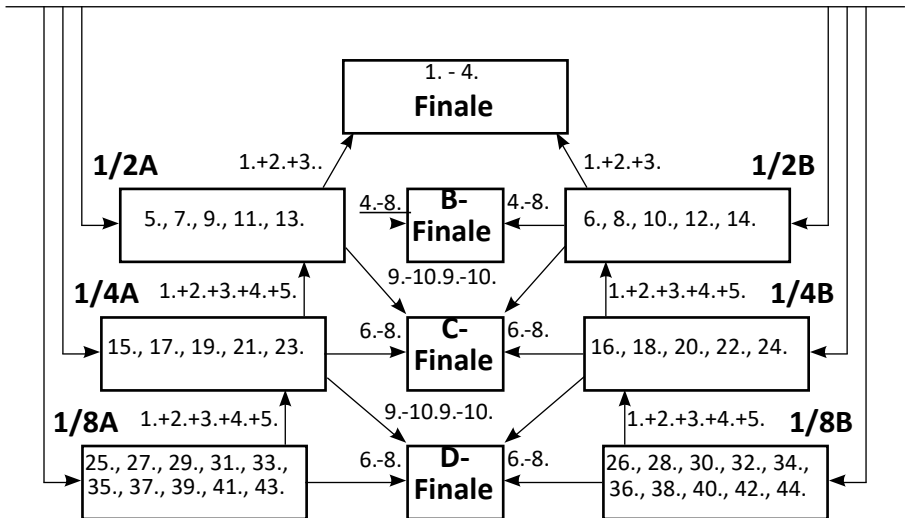 1. - 4.
Finale
1/2A
1.+2.+3..
1.+2.+3.
1/2B
5., 7., 9., 11., 13.
4.-8.
B-
Finale
4.-8.
6., 8., 10., 12., 14.
9.-10.9.-10.
1/4A
1.+2.+3.+4.+5.
1.+2.+3.+4.+5.
1/4B
15., 17., 19., 21., 23.
6.-8.
C-
Finale
6.-8.
16., 18., 20., 22., 24.
9.-10.9.-10.
1/8A
1.+2.+3.+4.+5.
1.+2.+3.+4.+5.
1/8B
25., 27., 29., 31., 33.,
35., 37., 39., 41., 43.
6.-8.
D-
Finale
6.-8.
26., 28., 30., 32., 34.,
36., 38., 40., 42., 44.